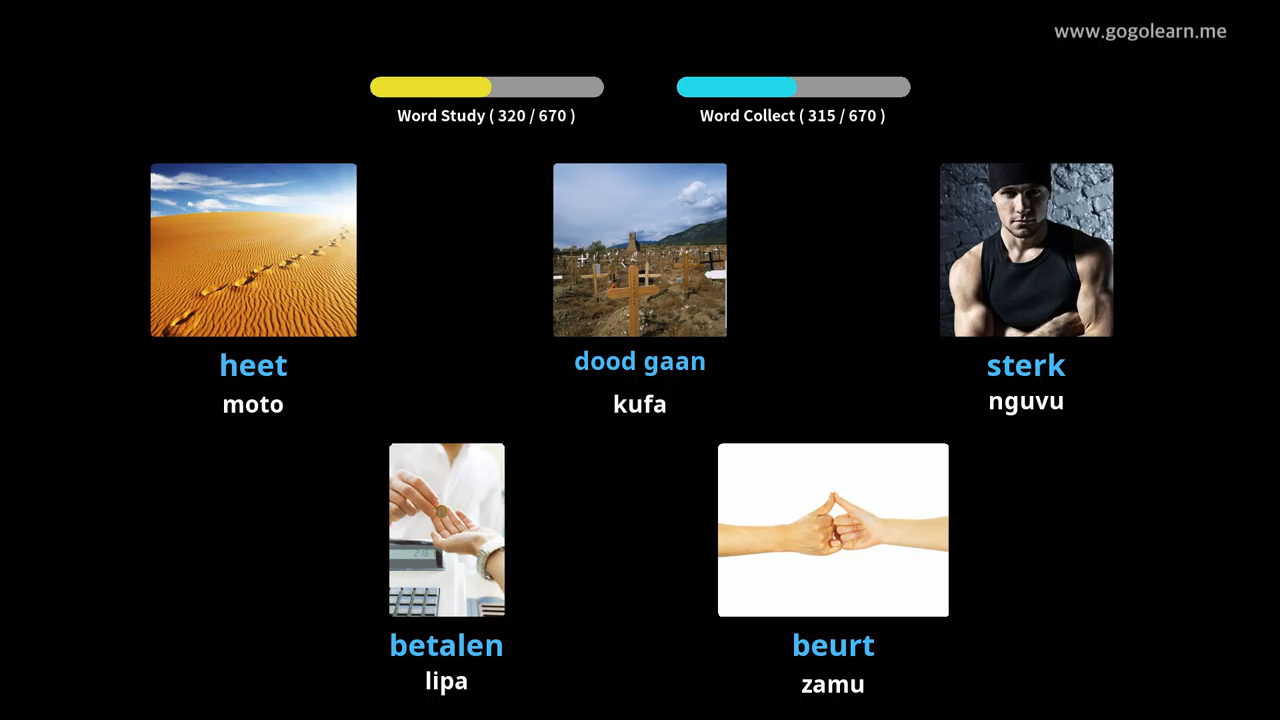 www.gogolearn.me
Word Study ( 320 / 670 )
Word Collect ( 315 / 670 )
heet
moto
dood gaan
kufa
sterk
nguvu
betalen
lipa
beurt
zamu